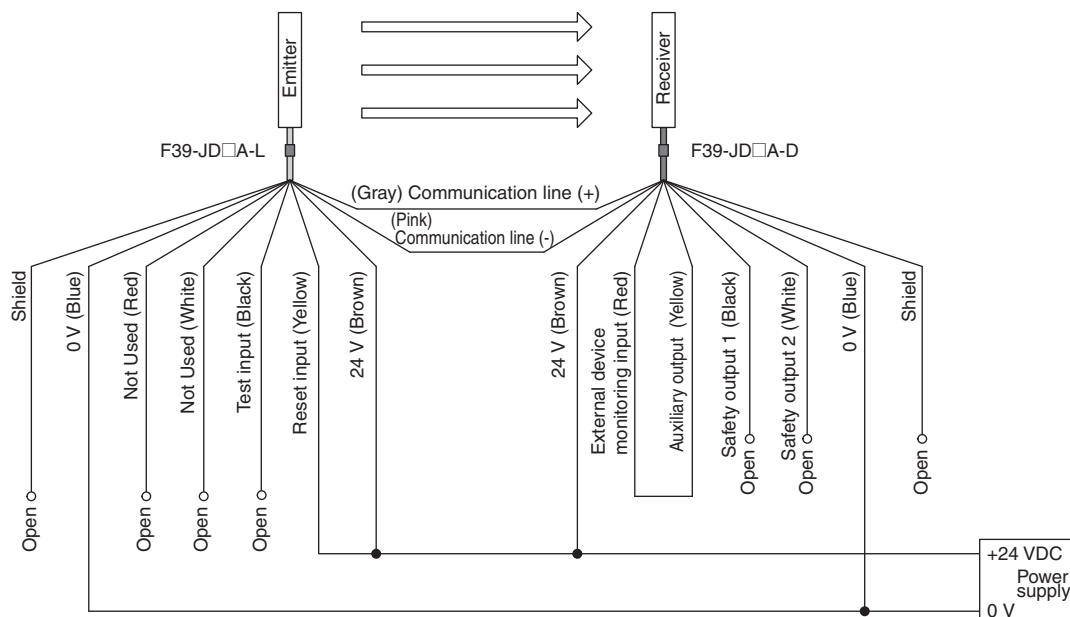 Emitter
Receiver
F39-JD□A-L
F39-JD□A-D
(Gray) Communication line (+)
(Pink)
Communication line (-)
Shield
0 V (Blue)
Not Used (Red)
Not Used (White)
Test input (Black)
Reset input (Yellow)
24 V (Brown)
24 V (Brown)
External device
monitoring input (Red)
Auxiliary output (Yellow)
Safety output 1 (Black)
Safety output 2 (White)
0 V (Blue)
Shield
Open
Open
Open
Open
Open
Open
Open
+24 VDC
Power
supply
0 V